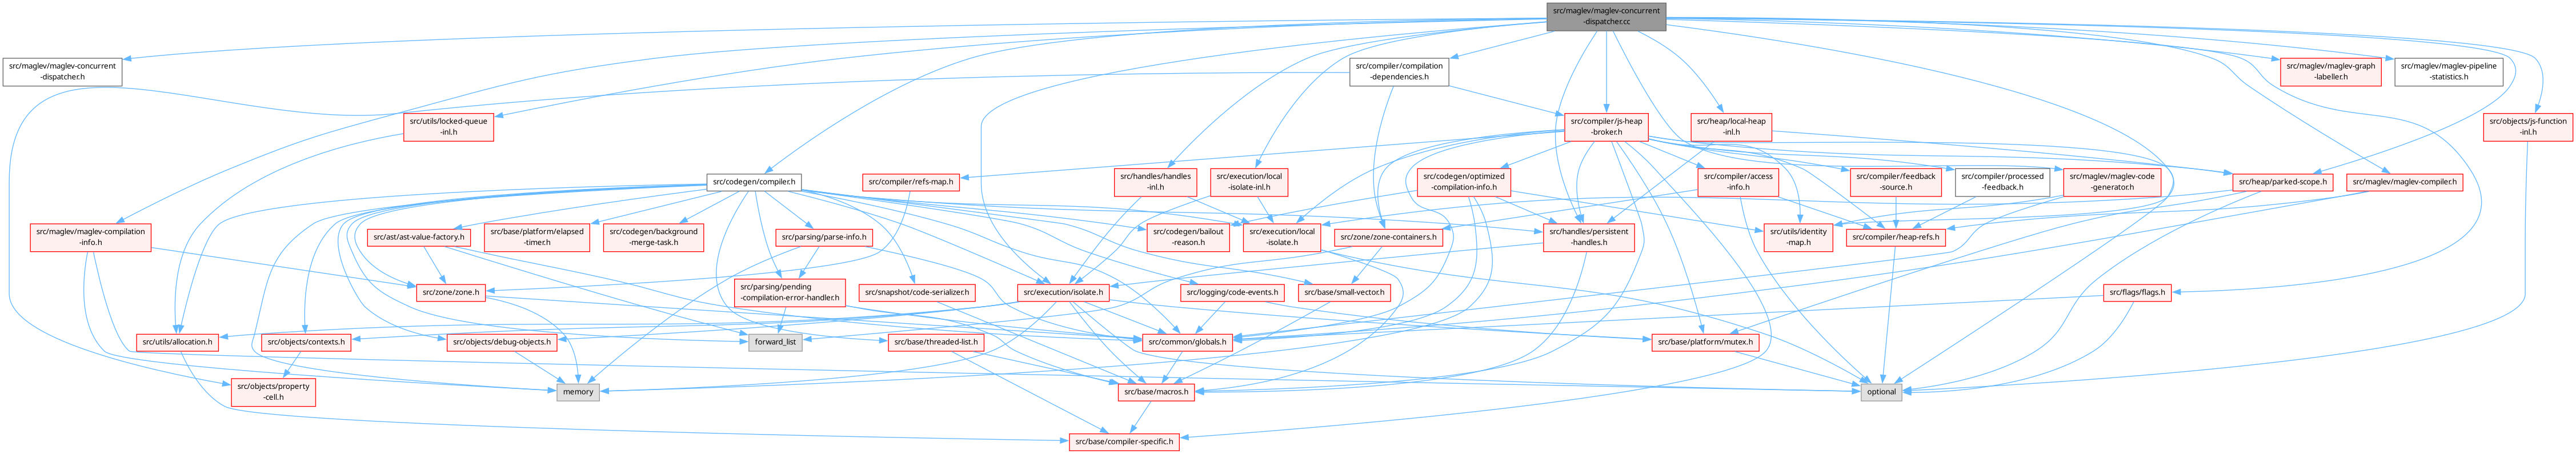 src/maglev/maglev-concurrent
-dispatcher.cc
src/maglev/maglev-concurrent
-dispatcher.h
src/compiler/compilation
-dependencies.h
src/maglev/maglev-graph
-labeller.h
src/maglev/maglev-pipeline
-statistics.h
src/utils/locked-queue
-inl.h
src/compiler/js-heap
-broker.h
src/heap/local-heap
-inl.h
src/objects/js-function
-inl.h
src/codegen/compiler.h
src/compiler/refs-map.h
src/handles/handles
-inl.h
src/execution/local
-isolate-inl.h
src/codegen/optimized
-compilation-info.h
src/compiler/access
-info.h
src/compiler/feedback
-source.h
src/compiler/processed
-feedback.h
src/maglev/maglev-code
-generator.h
src/heap/parked-scope.h
src/maglev/maglev-compiler.h
src/maglev/maglev-compilation
-info.h
src/ast/ast-value-factory.h
src/base/platform/elapsed
-timer.h
src/codegen/background
-merge-task.h
src/parsing/parse-info.h
src/codegen/bailout
-reason.h
src/execution/local
-isolate.h
src/zone/zone-containers.h
src/handles/persistent
-handles.h
src/utils/identity
-map.h
src/compiler/heap-refs.h
src/zone/zone.h
src/parsing/pending
-compilation-error-handler.h
src/snapshot/code-serializer.h
src/execution/isolate.h
src/logging/code-events.h
src/base/small-vector.h
src/flags/flags.h
src/utils/allocation.h
src/objects/contexts.h
src/objects/debug-objects.h
forward_list
src/base/threaded-list.h
src/common/globals.h
src/base/platform/mutex.h
src/objects/property
-cell.h
memory
src/base/macros.h
optional
src/base/compiler-specific.h